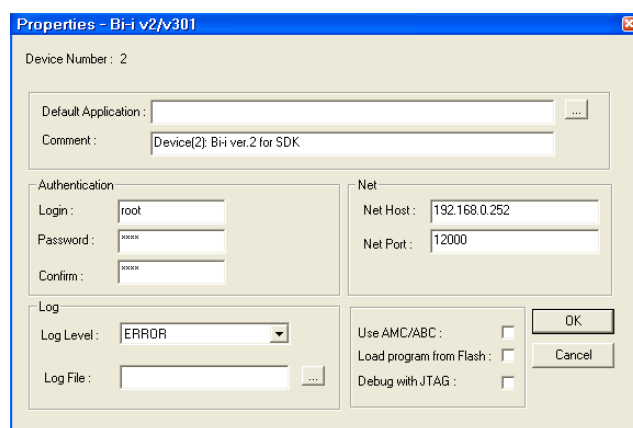 Properties - Bi-i v2/v301
Device Number : 2
Default Application :
...
Comment :
Device(2): Bi-i ver.2 for SDK
Authentication
Login :
root
Password :
****
Confirm :
****
Net
Net Host :
192.168.0.252
Net Port :
12000
Log
Log Level :
ERROR
Log File :
...
Use AMC/ABC :
Load program from Flash :
Debug with JTAG :
OK
Cancel